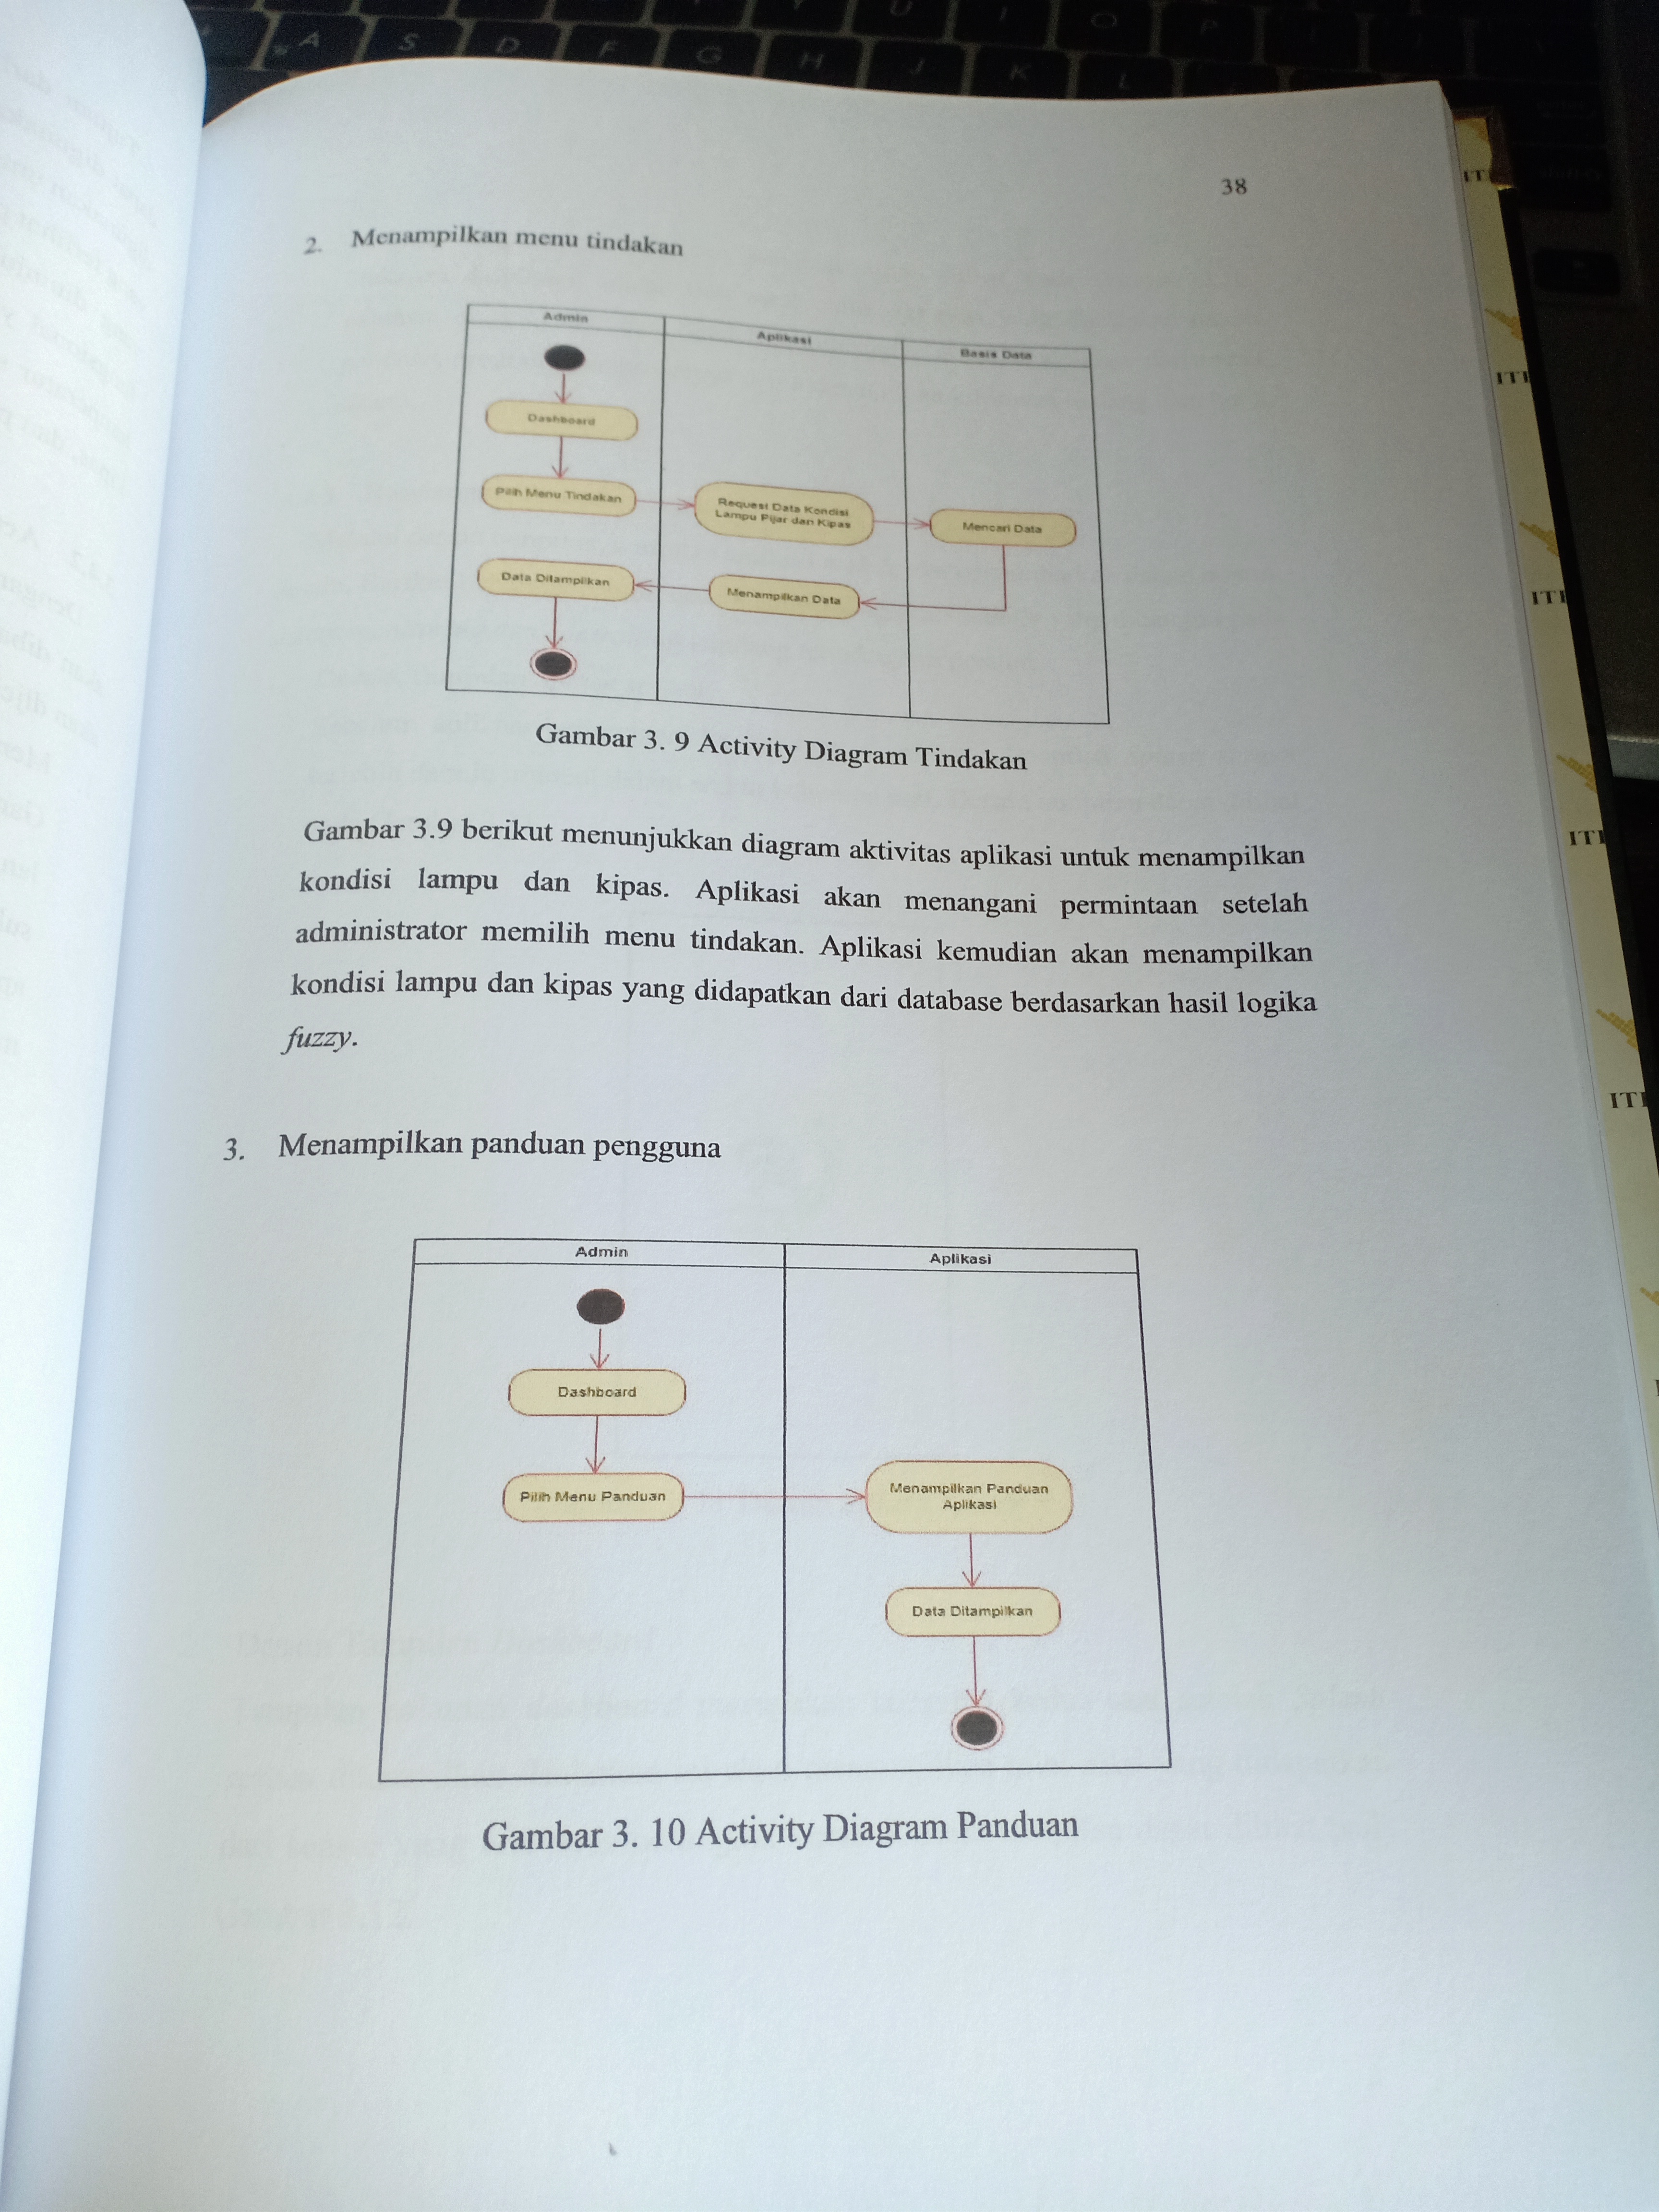 38
2. Menampilkan menu tindakan
Admin
Aplikasi
Basis Data
Dashboard
Pilih Menu Tindakan
Request Data Kondisi
Lampu Pijar dan Kipas
Mencari Data
Data Ditampilkan
Menampilkan Data
Gambar 3. 9 Activity Diagram Tindakan
Gambar 3.9 berikut menunjukkan diagram aktivitas aplikasi untuk menampilkan
kondisi lampu dan kipas. Aplikasi akan menangani permintaan setelah
administrator memilih menu tindakan. Aplikasi kemudian akan menampilkan
kondisi lampu dan kipas yang didapatkan dari database berdasarkan hasil logika
fuzzy.
3. Menampilkan panduan pengguna
Admin
Aplikasi
Dashboard
Pilih Menu Panduan
Menampilkan Panduan
Aplikasi
Data Ditampilkan
Gambar 3. 10 Activity Diagram Panduan
A S D F G H J K L
U I O P